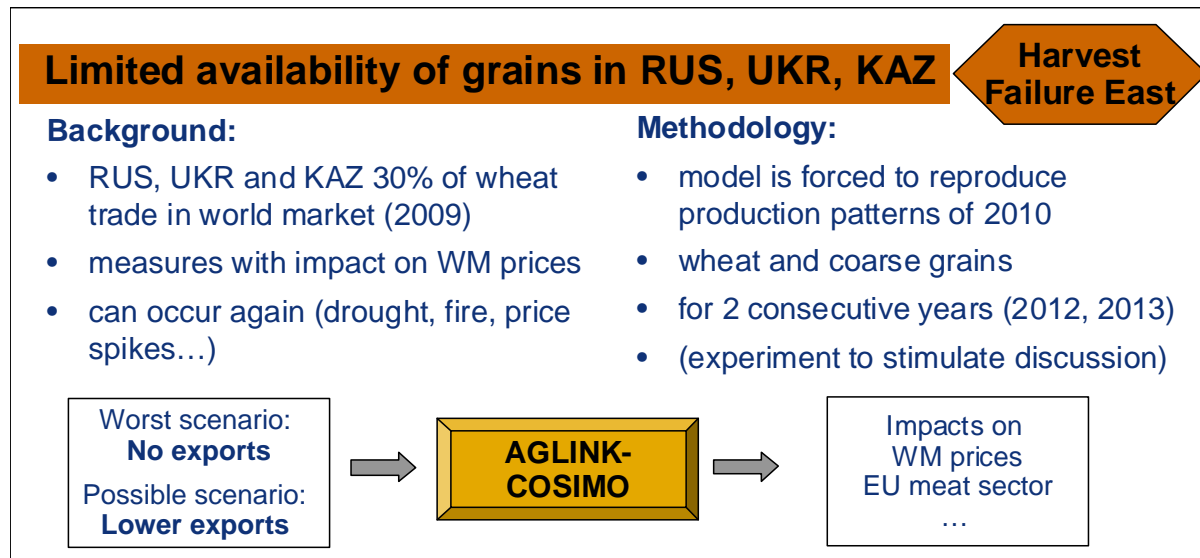 Limited availability of grains in RUS, UKR, KAZ
Harvest
Failure East
Background:
• RUS, UKR and KAZ 30% of wheat
trade in world market (2009)
• measures with impact on WM prices
• can occur again (drought, fire, price
spikes…)
Methodology:
• model is forced to reproduce
production patterns of 2010
• wheat and coarse grains
• for 2 consecutive years (2012, 2013)
• (experiment to stimulate discussion)
Worst scenario:
No exports
Possible scenario:
Lower exports
AGLINK-
COSIMO
Impacts on
WM prices
EU meat sector
…